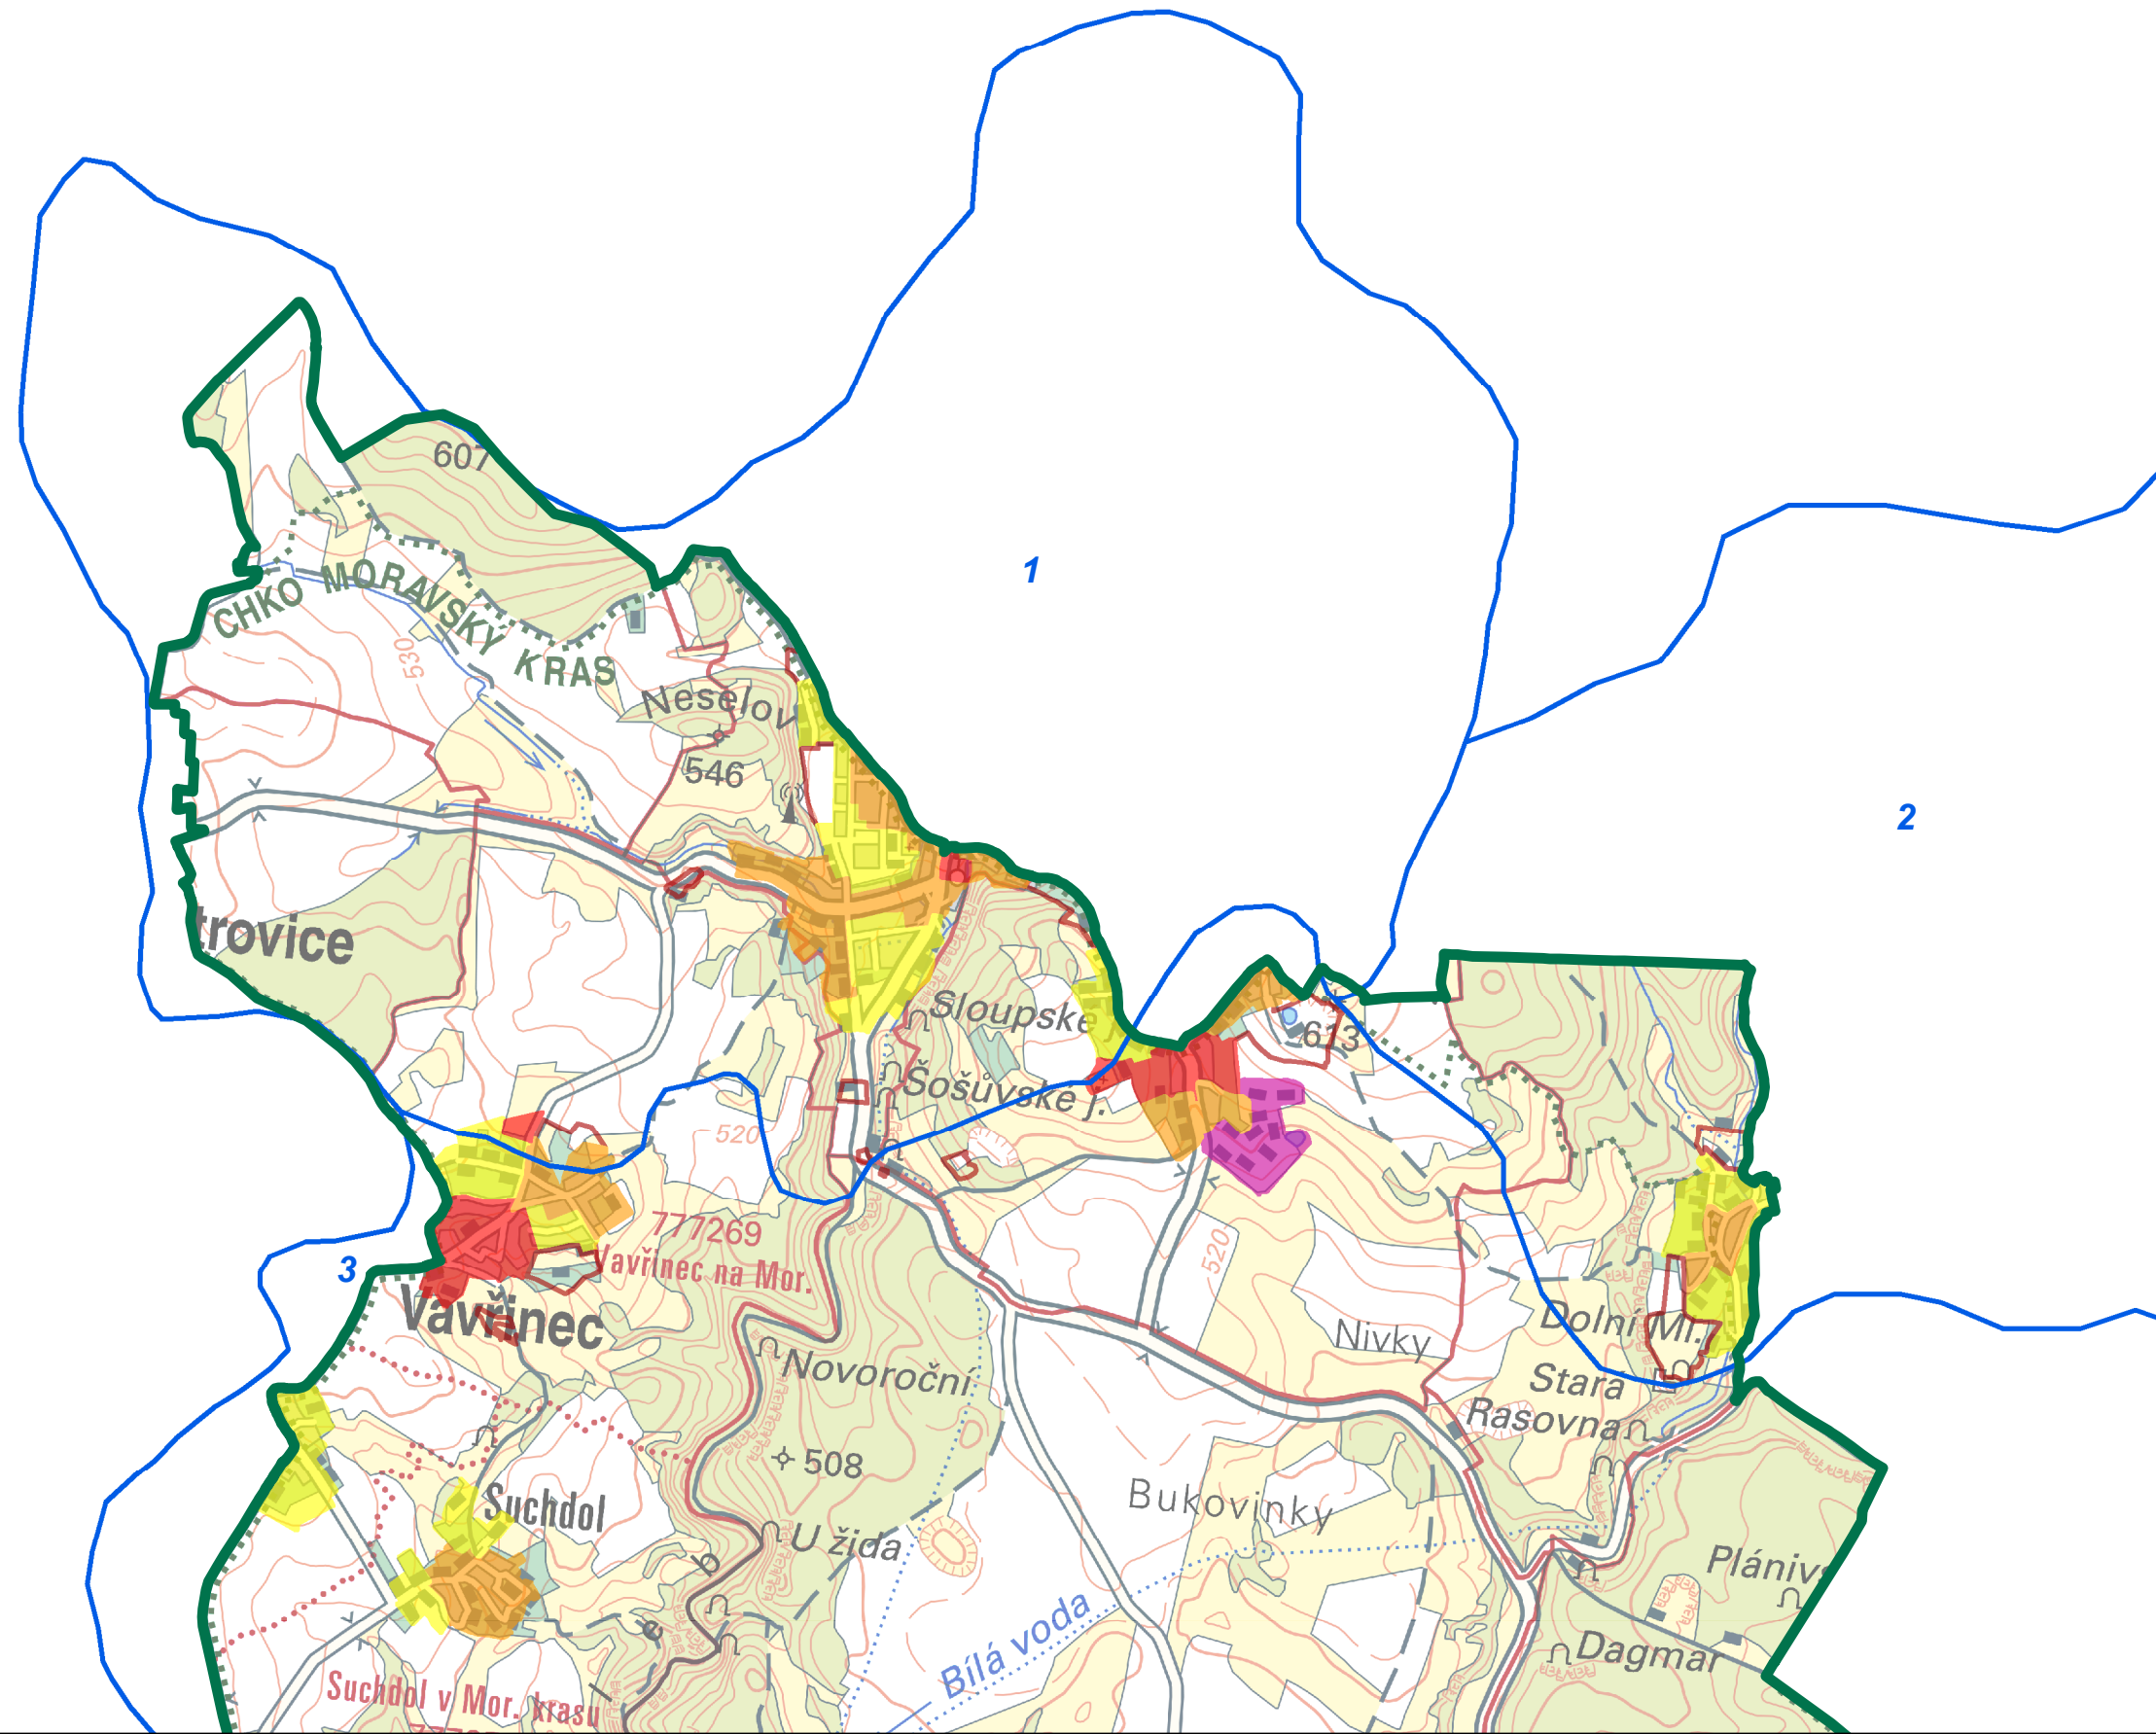 607
1
CHKO MORAVSKÝ KRAS
530
Neselov
546
2
trovice
Sloupské
613
Šošůvské j.
520
777269
Vavřinec na Mor.
3
Vavřinec
520
Dolní Ml.
Nivky
Novoroční
Stara
Rasovna
508
Bukovinky
Suchdol
U žida
Plániv
b
e
Bílá voda
Dagmar
Suchdol v Mor. krasu